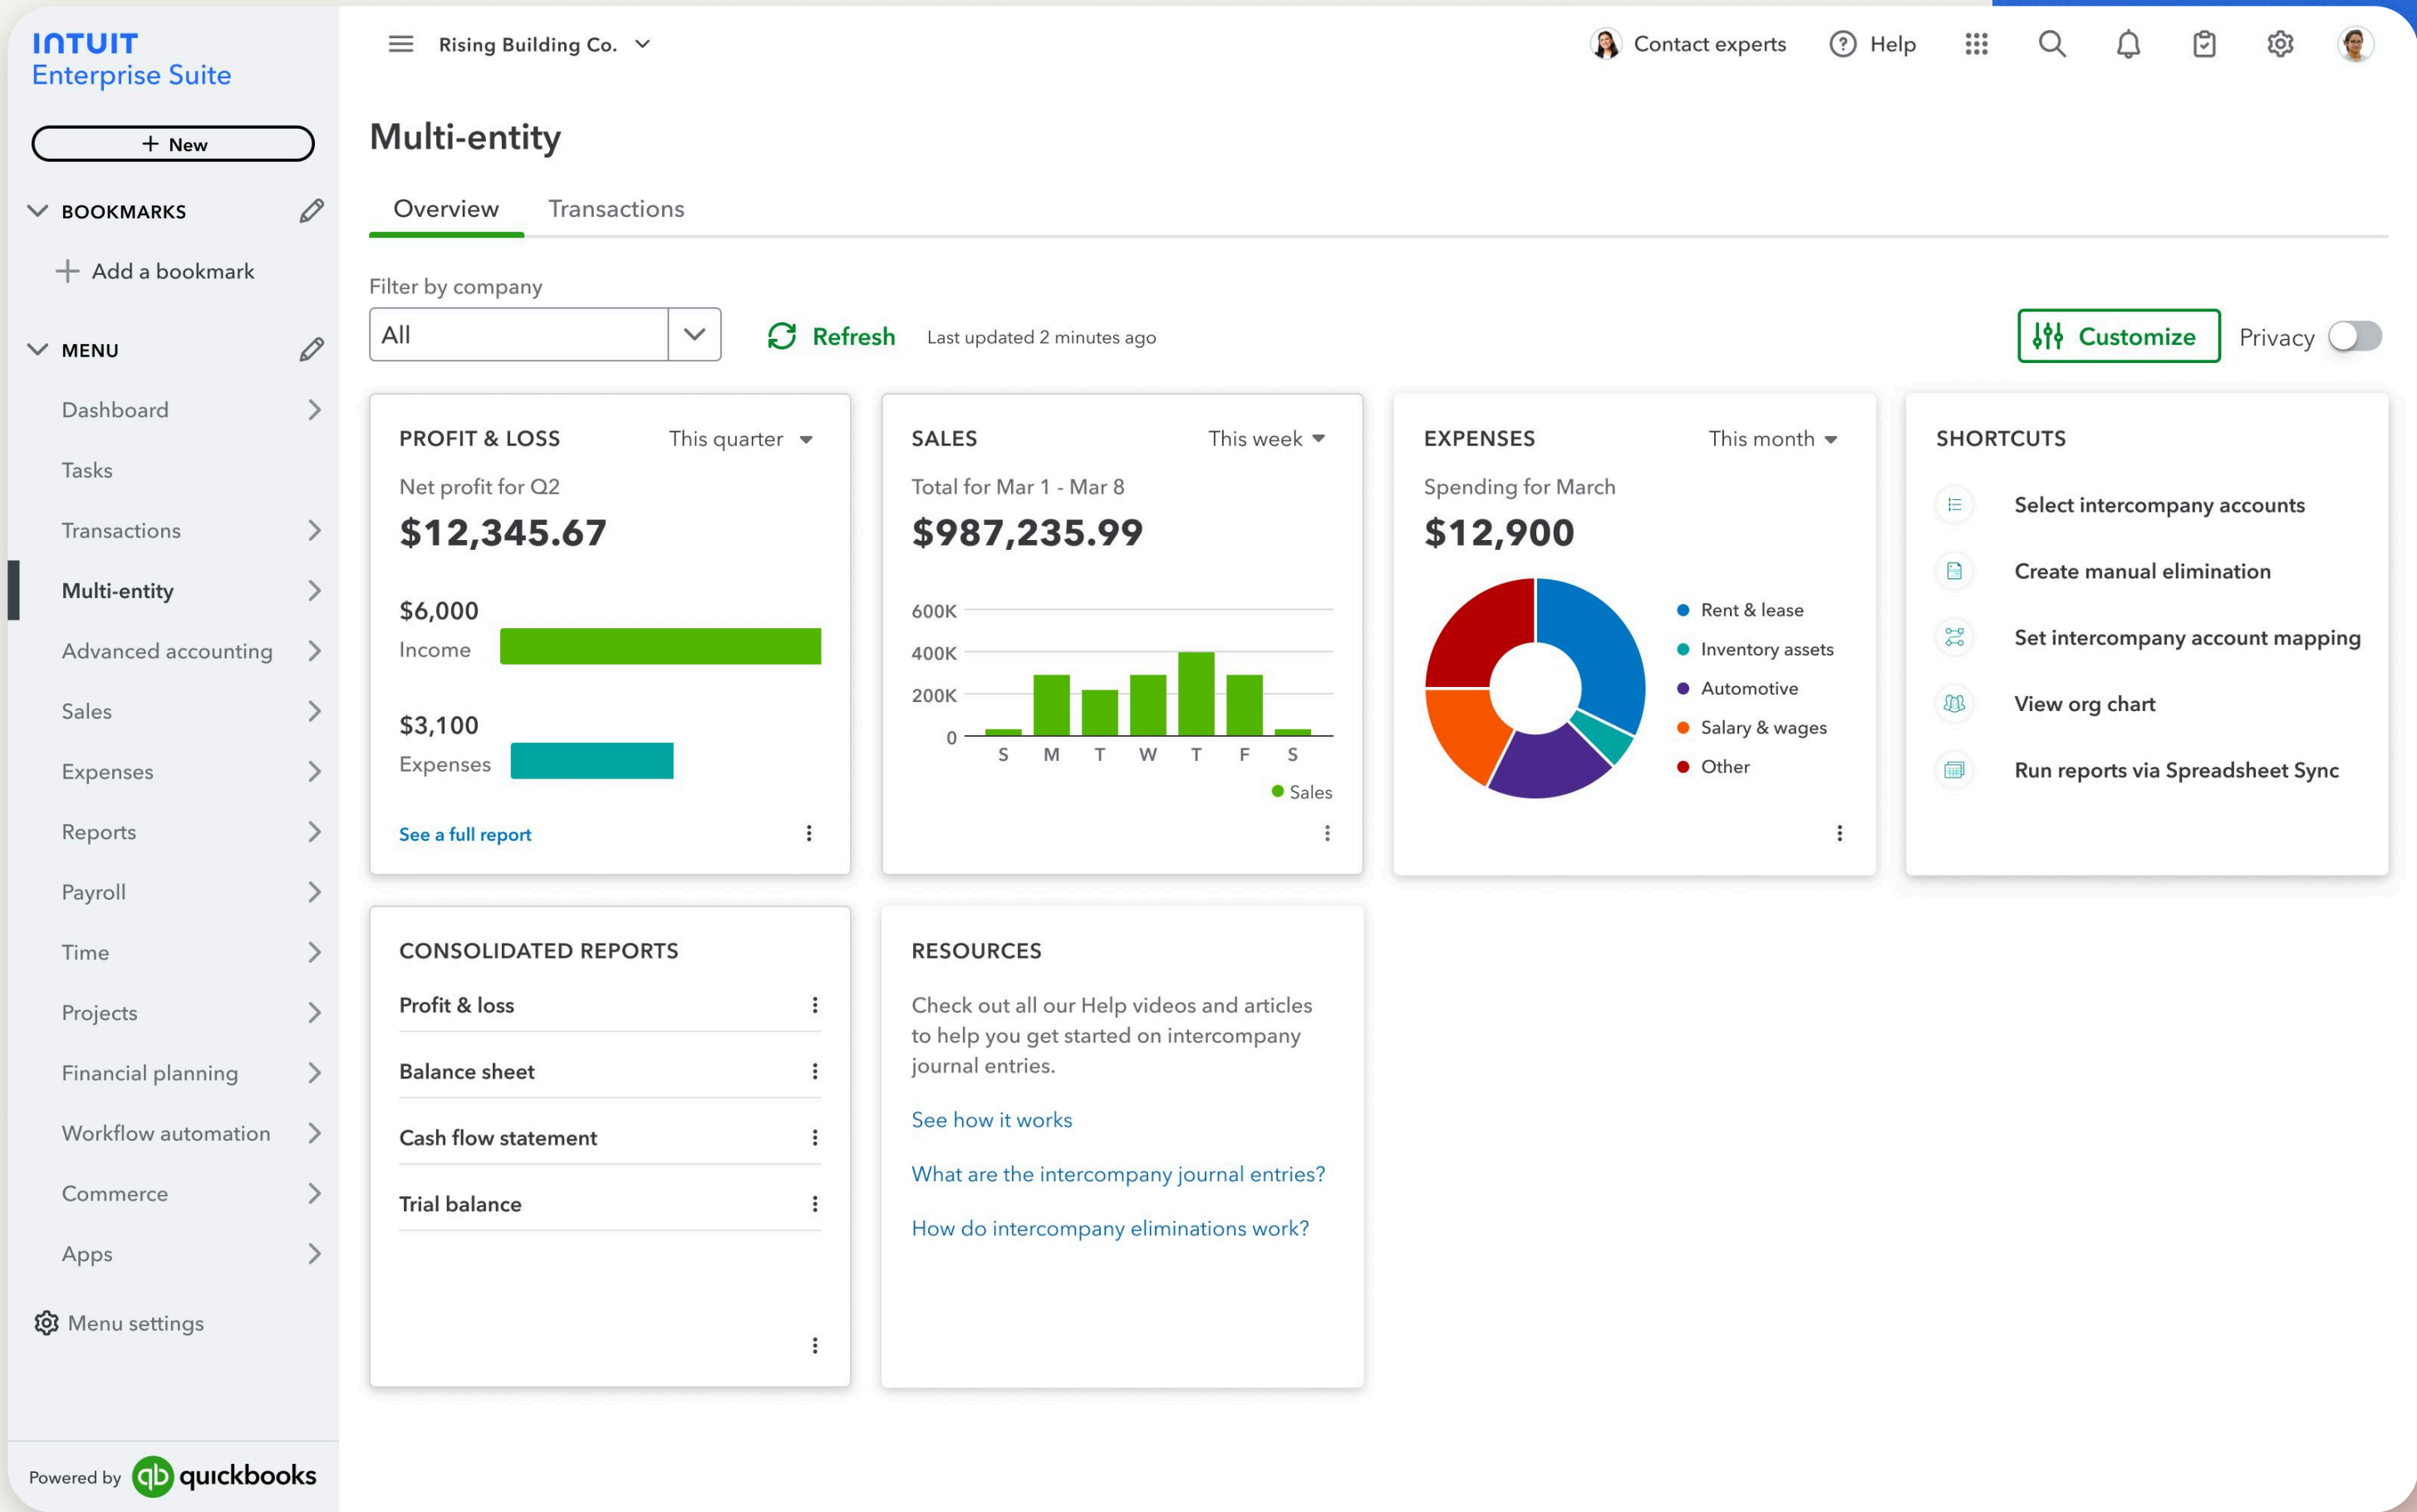 INTUIT
Enterprise Suite
+ New
BOOKMARKS
Add a bookmark
MENU
Dashboard
Tasks
Transactions
Multi-entity
Advanced accounting
Sales
Expenses
Reports
Payroll
Time
Projects
Financial planning
Workflow automation
Commerce
Apps
Menu settings
Powered by qb quickbooks
Rising Building Co.
Contact experts
Help
Multi-entity
Overview Transactions
Filter by company
All
Refresh
Last updated 2 minutes ago
Customize
Privacy
PROFIT & LOSS
This quarter
Net profit for Q2
$12,345.67
$6,000
Income
$3,100
Expenses
See a full report
SALES
This week
Total for Mar 1 - Mar 8
$987,235.99
600K
400K
200K
0
S M T W T F S
Sales
EXPENSES
This month
Spending for March
$12,900
Rent & lease
Inventory assets
Automotive
Salary & wages
Other
SHORTCUTS
Select intercompany accounts
Create manual elimination
Set intercompany account mapping
View org chart
Run reports via Spreadsheet Sync
CONSOLIDATED REPORTS
Profit & loss
Balance sheet
Cash flow statement
Trial balance
RESOURCES
Check out all our Help videos and articles
to help you get started on intercompany
journal entries.
See how it works
What are the intercompany journal entries?
How do intercompany eliminations work?